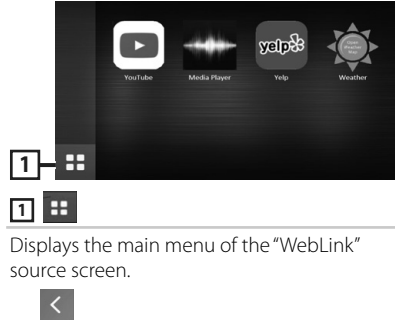 yelp
YouTube Media Player Yelp Weather
1
1
Displays the main menu of the "WebLink"
source screen.